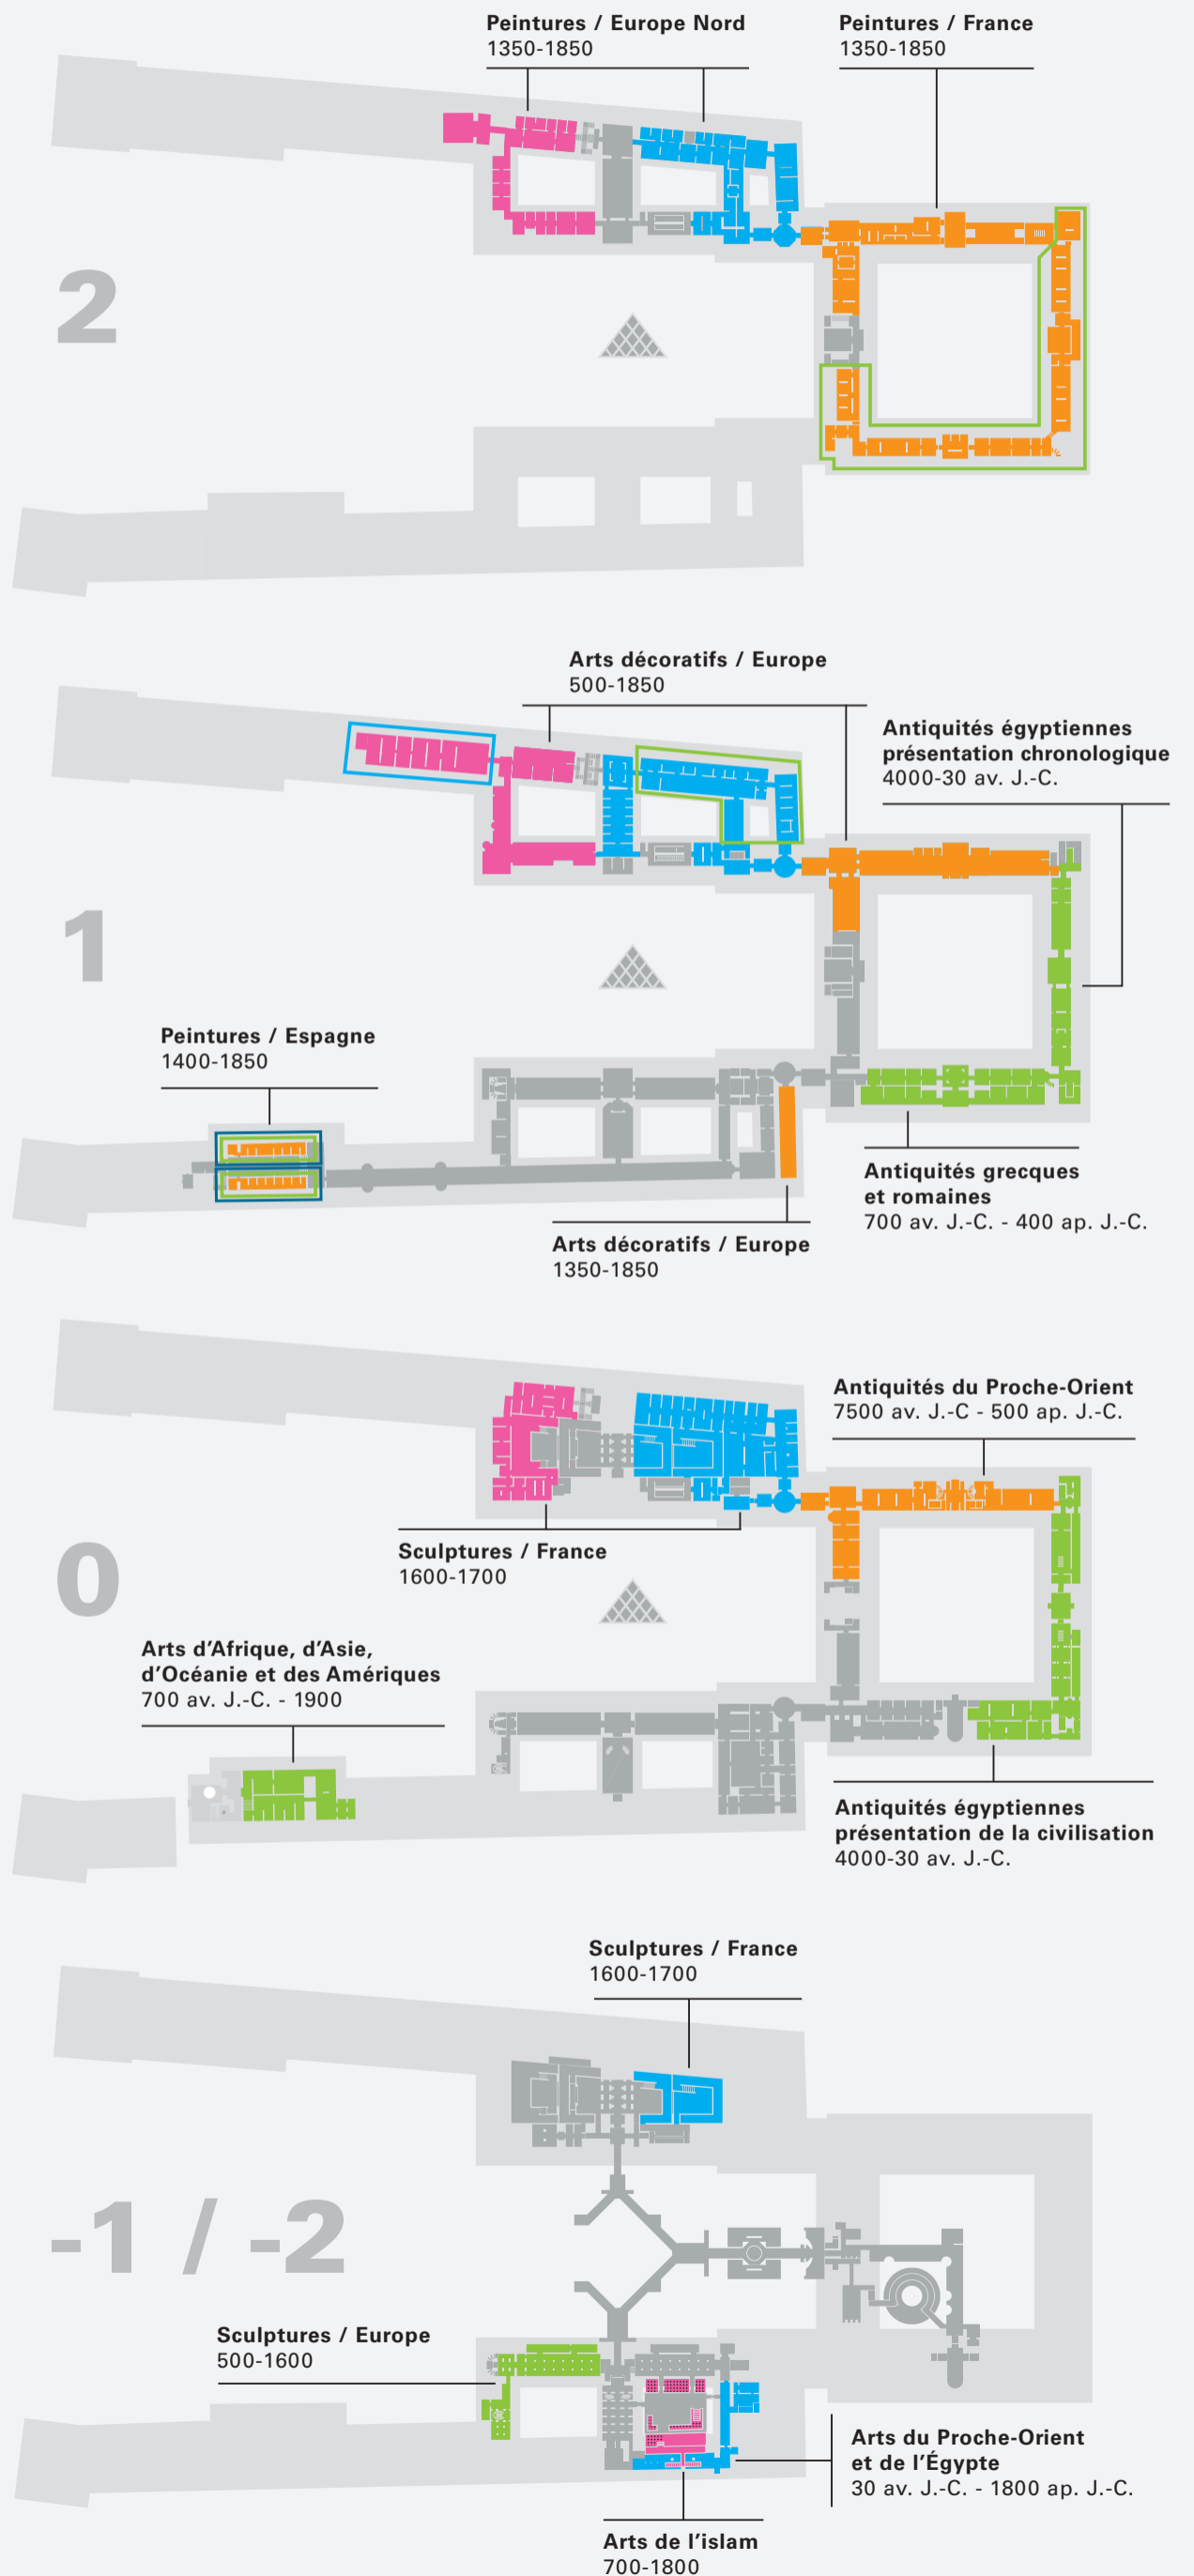 Peintures / Europe Nord
1350-1850
Peintures / France
1350-1850
2
Arts décoratifs / Europe
500-1850
Antiquités égyptiennes
présentation chronologique
4000-30 av. J.-C.
1
Peintures / Espagne
1400-1850
Antiquités grecques
et romaines
700 av. J.-C. - 400 ap. J.-C.
Arts décoratifs / Europe
1350-1850
Antiquités du Proche-Orient
7500 av. J.-C - 500 ap. J.-C.
0
Sculptures / France
1600-1700
Arts d’Afrique, d’Asie,
d’Océanie et des Amériques
700 av. J.-C. - 1900
Antiquités égyptiennes
présentation de la civilisation
4000-30 av. J.-C.
Sculptures / France
1600-1700
-1 / -2
Sculptures / Europe
500-1600
Arts du Proche-Orient
et de l’Égypte
30 av. J.-C. - 1800 ap. J.-C.
Arts de l’islam
700-1800